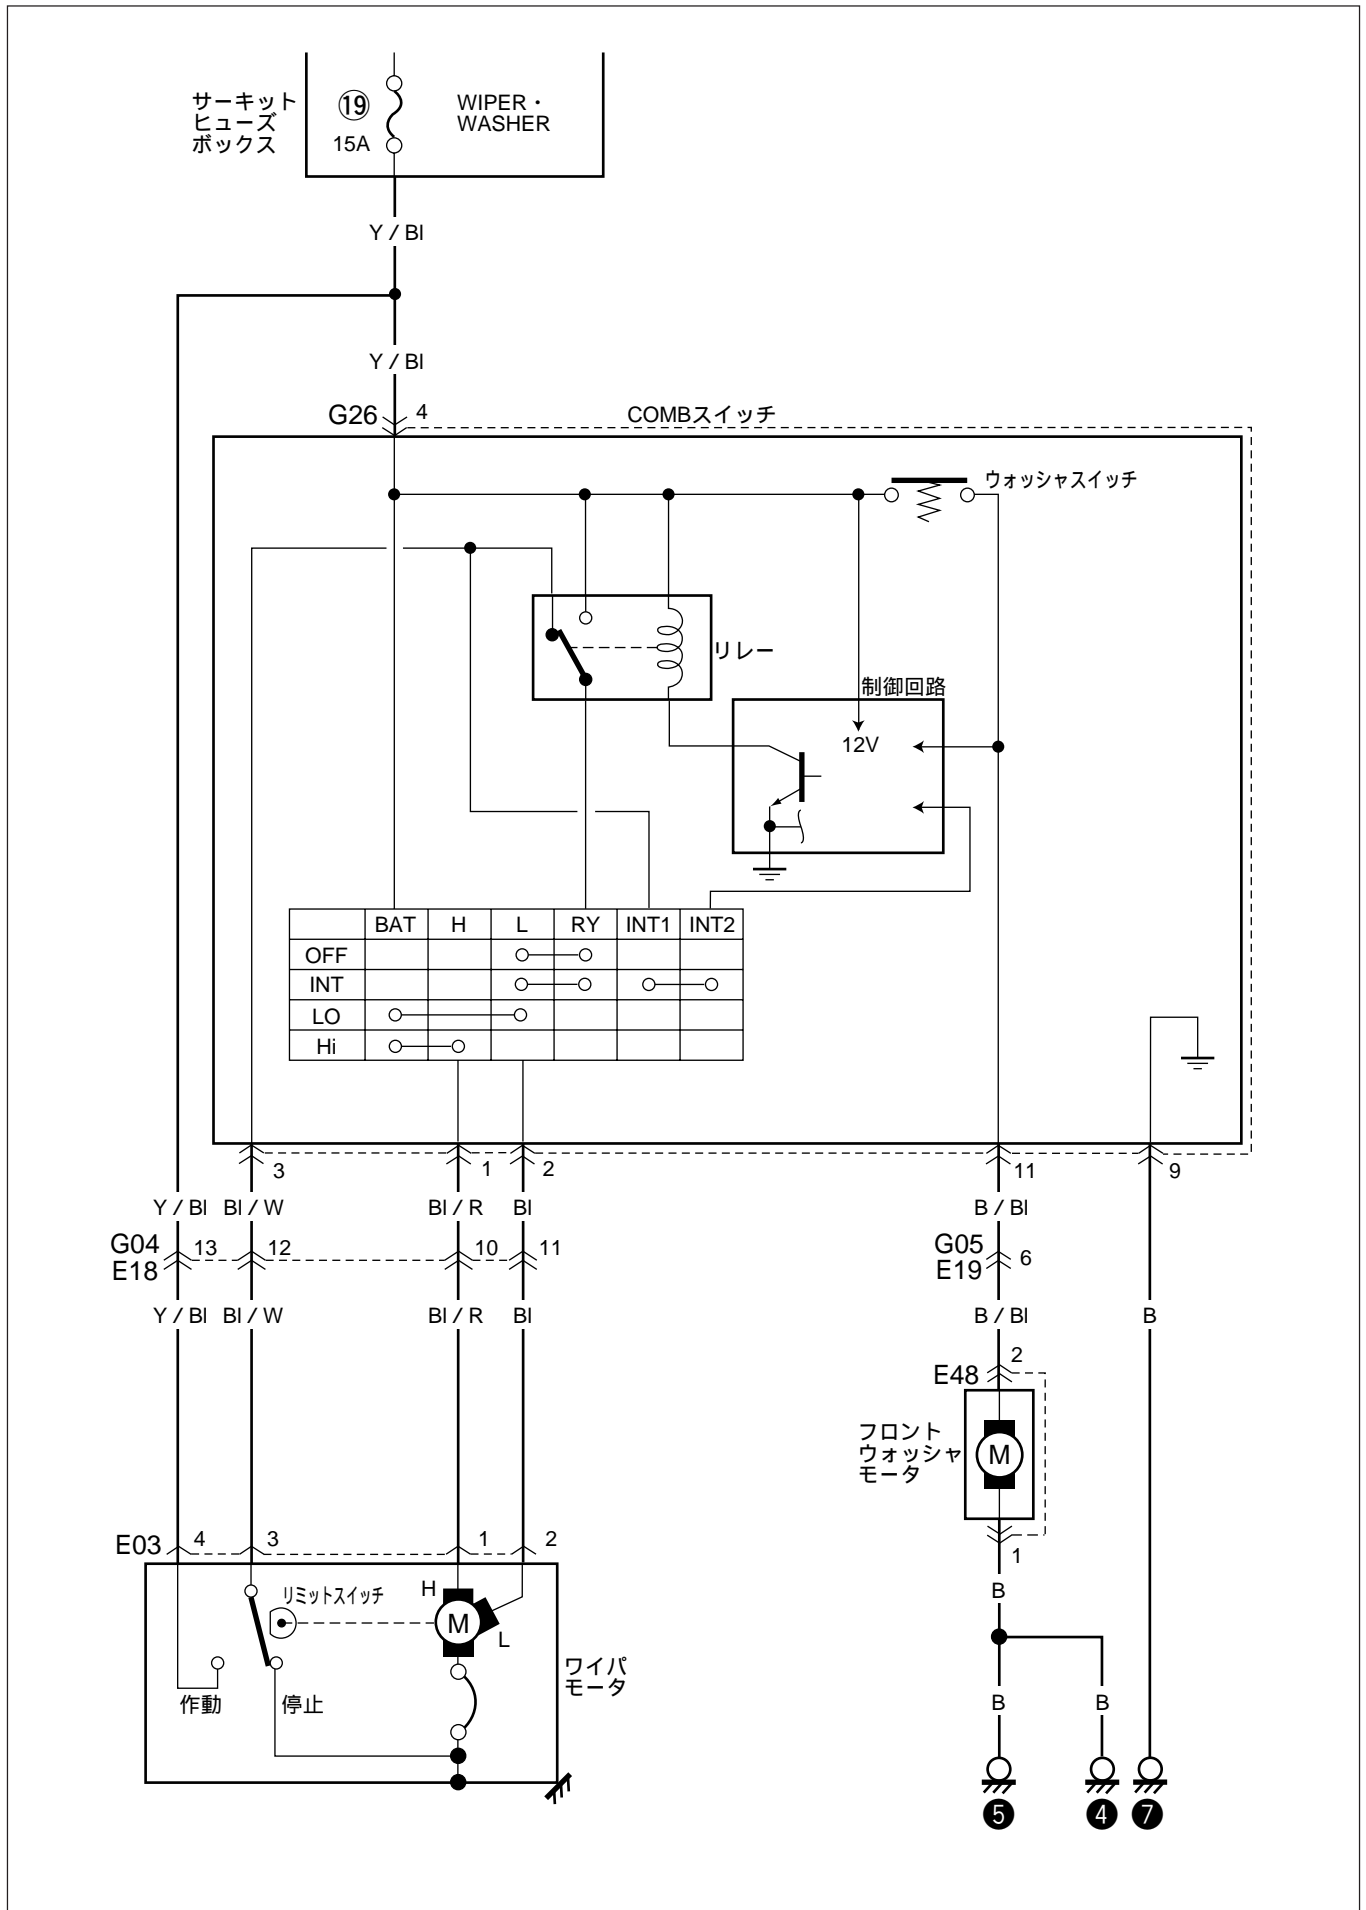 サーキット
ヒューズ
ボックス
⑲
15A
WIPER・
WASHER
Y / Bl
Y / Bl
G26
4
COMBスイッチ
ウォッシャスイッチ
リレー
制御回路
12V
BAT H L RY INT1 INT2
OFF
INT
LO
Hi
3 1 2 11 9
Y / Bl Bl / W Bl / R Bl B / Bl
G04 13 12 10 11
E18
G05
E19
6
Y / Bl Bl / W Bl / R Bl B / Bl B
E48
2
フロント
ウォッシャ
モータ
M
1
B
B B
E03 4 3 1 2
リミットスイッチ
H
M
L
作動 停止
ワイパ
モータ
5 4 7